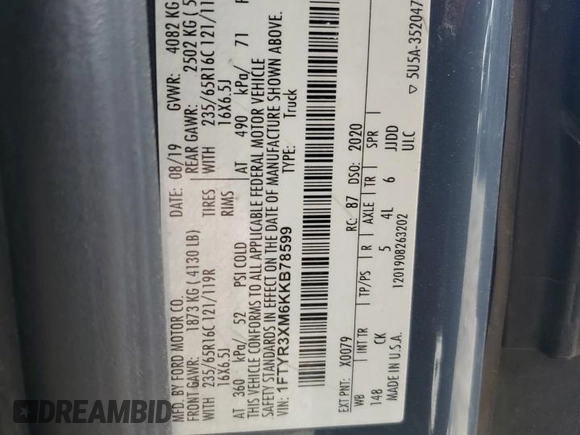 MFD. BY FORD MOTOR CO.
DATE: 08/19 GVWR: 4082 KG
1873 KG ( 4130 LB) REAR GAWR: 2502 KG ( 5
WITH 235/65R16C 121/119R TIRES WITH 235/65R16C 121/11
16X6.5J RIMS 16X6.5J
AT 360 kPa/ 52 PSI COLD AT 490 kPa/ 71
THIS VEHICLE CONFORMS TO ALL APPLICABLE FEDERAL MOTOR VEHICLE
SAFETY STANDARDS IN EFFECT ON THE DATE OF MANUFACTURE SHOWN ABOVE.
VIN: 1FTYR3XM6KKB78599 TYPE: Truck
EXT PNT: X0079 RC: 87 DSO: 2020
WB INT TR TP/PS R AXLE TR SPR
148 CK 5 4L 6 JJDD
MADE IN U.S.A. 1201908263202 ULC
5U5A-352047
DREAMBID